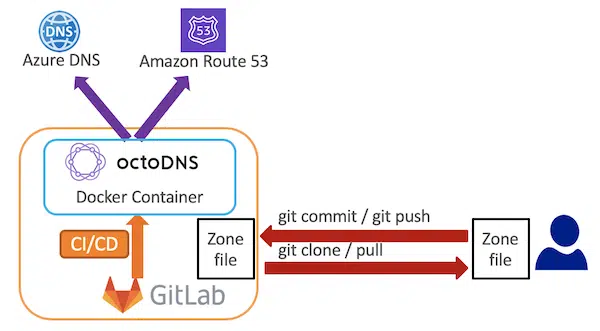 DNS
53
Azure DNS
Amazon Route 53
octoDNS
Docker Container
CI/CD
GitLab
Zone
file
git commit / git push
git clone / pull
Zone
file